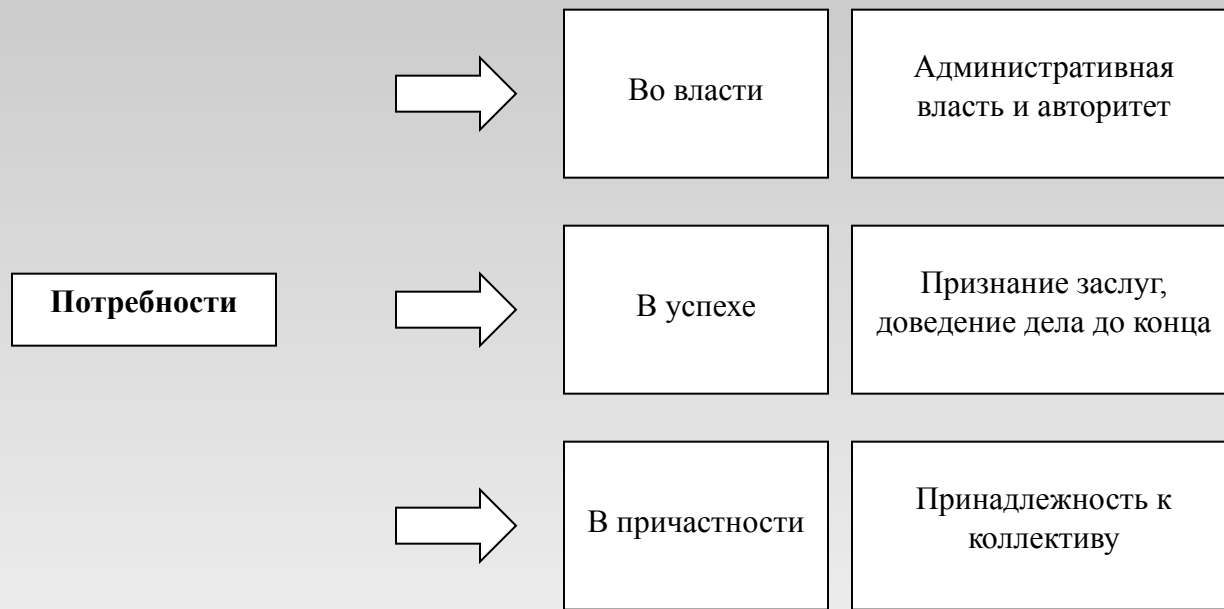 Потребности
Во власти
Административная
власть и авторитет
В успехе
Признание заслуг,
доведение дела до конца
В причастности
Принадлежность к
коллективу